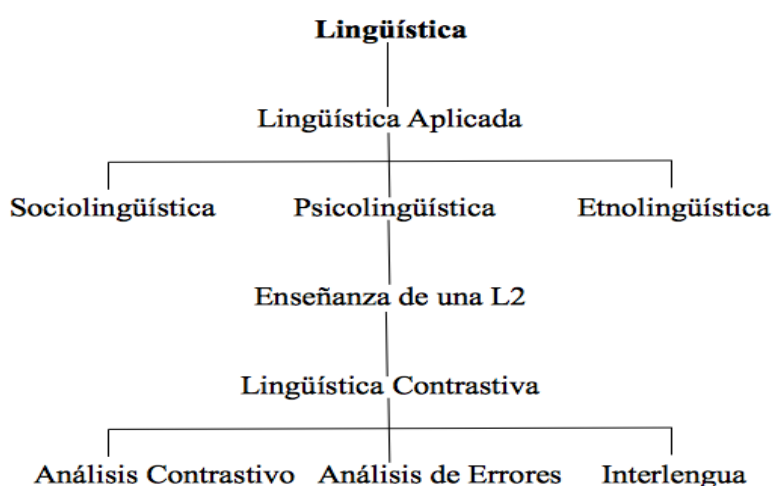 Lingüística
Lingüística Aplicada
Sociolingüística Psicolingüística Etnolingüística
Enseñanza de una L2
Lingüística Contrastiva
Análisis Contrastivo Análisis de Errores Interlengua